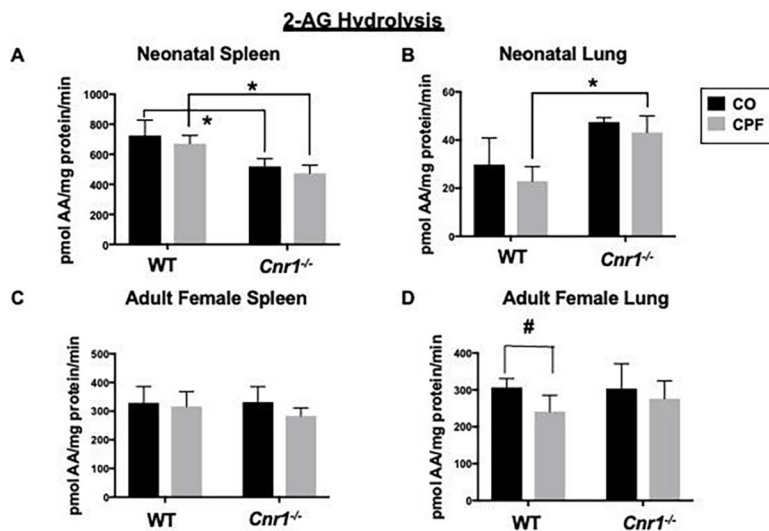 2-AG Hydrolysis
A
Neonatal Spleen
pmol AA/mg protein/min
1000
800
600
400
200
0
*
*
WT
Cnr1-/-
B
Neonatal Lung
pmol AA/mg protein/min
60
40
20
0
*
WT
Cnr1-/-
CO
CPF
C
Adult Female Spleen
pmol AA/mg protein/min
500
400
300
200
100
0
WT
Cnr1-/-
D
Adult Female Lung
pmol AA/mg protein/min
400
300
200
100
0
#
WT
Cnr1-/-